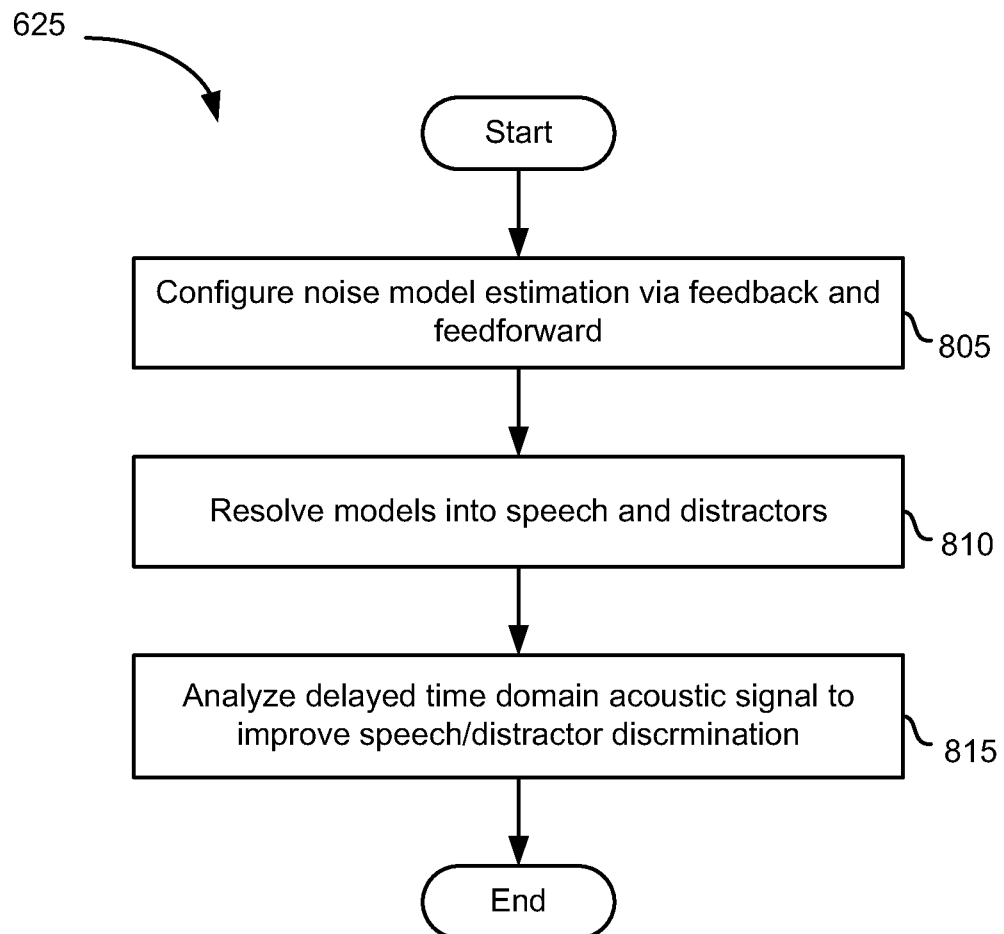 625
Start
Configure noise model estimation via feedback and
feedforward
805
Resolve models into speech and distractors
810
Analyze delayed time domain acoustic signal to
improve speech/distractor discrmination
815
End